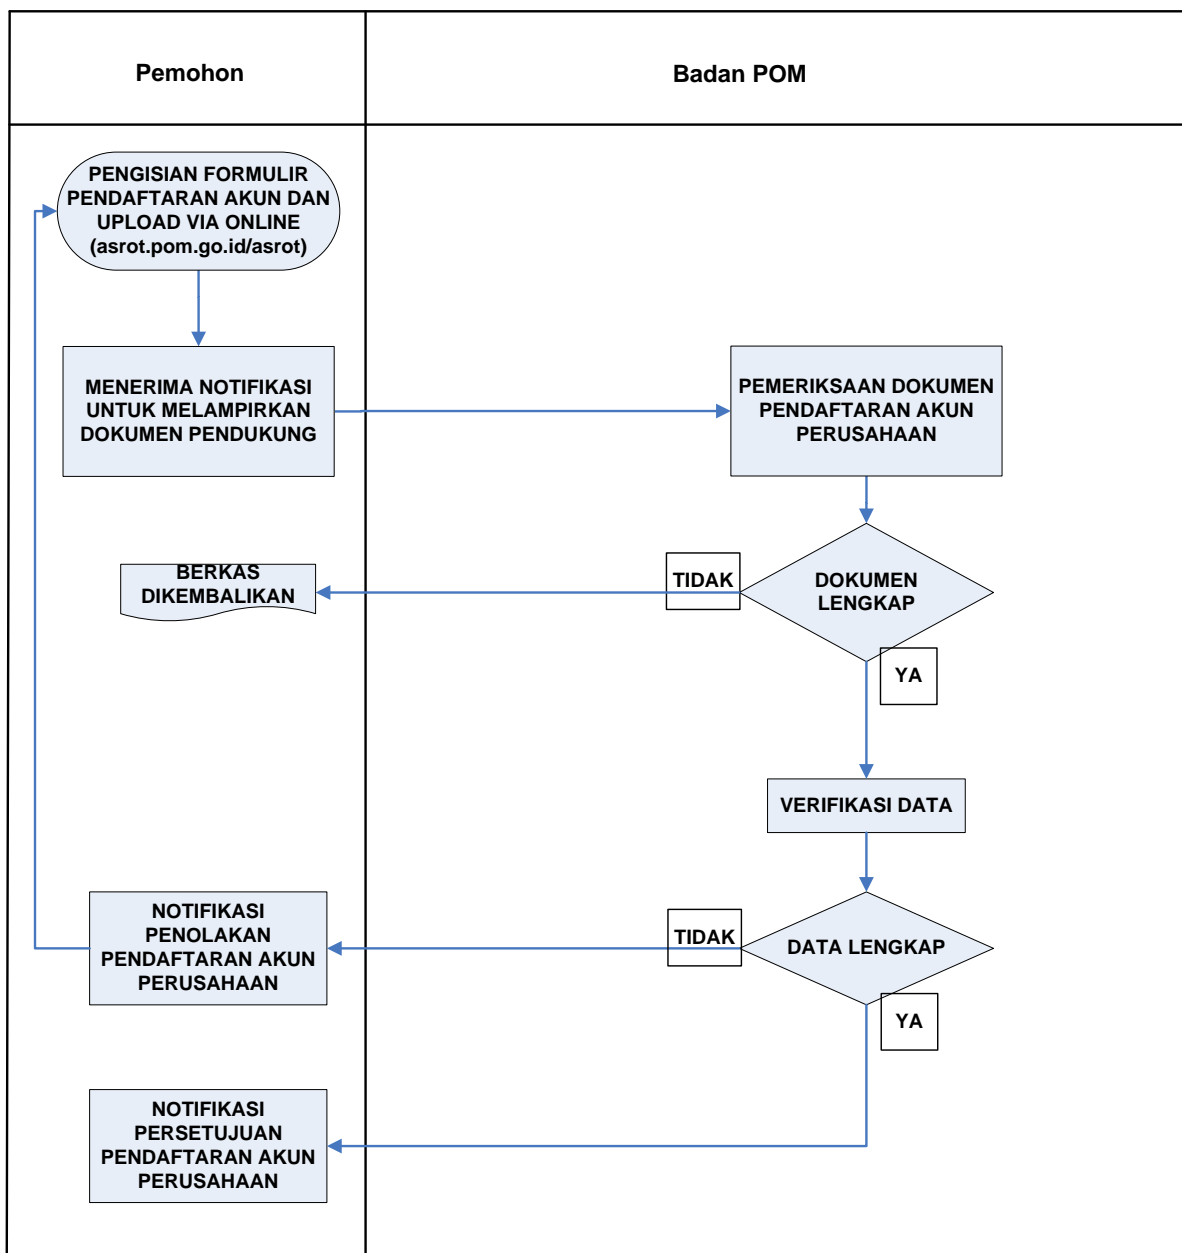 Pemohon
Badan POM
PENGISIAN FORMULIR
PENDAFTARAN AKUN DAN
UPLOAD VIA ONLINE
(asrot.pom.go.id/asrot)
MENERIMA NOTIFIKASI
UNTUK MELAMPIRKAN
DOKUMEN PENDUKUNG
PEMERIKSAAN DOKUMEN
PENDAFTARAN AKUN
PERUSAHAAN
BERKAS
DIKEMBALIKAN
TIDAK
DOKUMEN
LENGKAP
YA
VERIFIKASI DATA
NOTIFIKASI
PENOLAKAN
PENDAFTARAN AKUN
PERUSAHAAN
TIDAK
DATA LENGKAP
YA
NOTIFIKASI
PERSETUJUAN
PENDAFTARAN AKUN
PERUSAHAAN